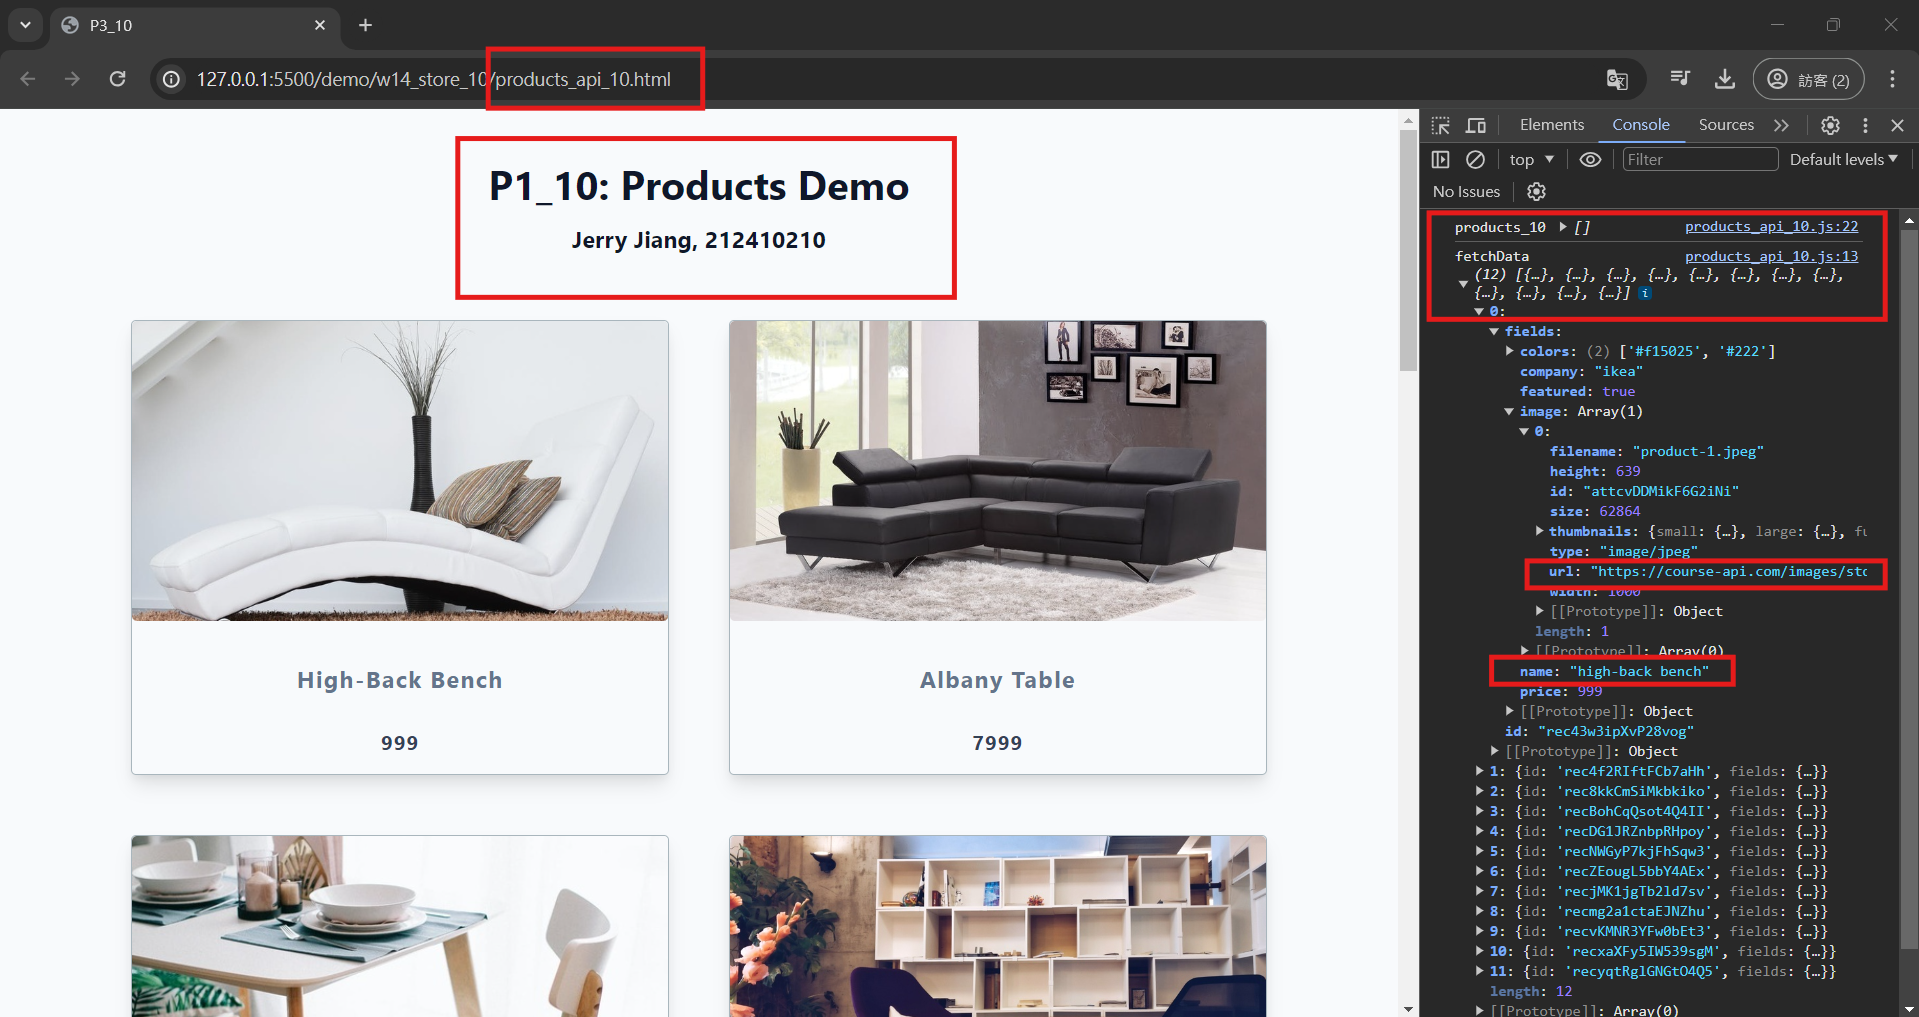 P3_10
127.0.0.1:5500/demo/w14_store_10/products_api_10.html
訪客 (2)
P1_10: Products Demo
Jerry Jiang, 212410210
High-Back Bench
999
Albany Table
7999
Elements Console Sources
top Filter Default levels
No Issues
products_10 [] products_api_10.js:22
fetchData products_api_10.js:13
(12) [{…}, {…}, {…}, {…}, {…}, {…}, {…}, {…},
{…}, {…}, {…}, {…}] i
0:
fields:
colors: (2) ['#f15025', '#222']
company: "ikea"
featured: true
image: Array(1)
0:
filename: "product-1.jpeg"
height: 639
id: "attcvDDMikF6G2iNi"
size: 62864
thumbnails: {small: {…}, large: {…}, fu
type: "image/jpeg"
url: "https://course-api.com/images/sto
width: 1000
[[Prototype]]: Object
length: 1
[[Prototype]]: Array(0)
name: "high-back bench"
price: 999
[[Prototype]]: Object
id: "rec43w3ipXvP28vog"
[[Prototype]]: Object
1: {id: 'rec4f2RIftFCb7aHh', fields: {…}}
2: {id: 'rec8kkCmSiMkbkiko', fields: {…}}
3: {id: 'recBohCqQsot4Q4II', fields: {…}}
4: {id: 'recDG1JRZnbpRHpoy', fields: {…}}
5: {id: 'recNWGyP7kjFhSqw3', fields: {…}}
6: {id: 'recZEougL5bbY4AEx', fields: {…}}
7: {id: 'recjMK1jgTb2ld7sv', fields: {…}}
8: {id: 'recmg2a1ctaEJNZhu', fields: {…}}
9: {id: 'recvKMNR3YFw0bEt3', fields: {…}}
10: {id: 'recxaXFy5IW539sgM', fields: {…}}
11: {id: 'recyqtRglGNGtO4Q5', fields: {…}}
length: 12
[[Prototype]]: Array(0)